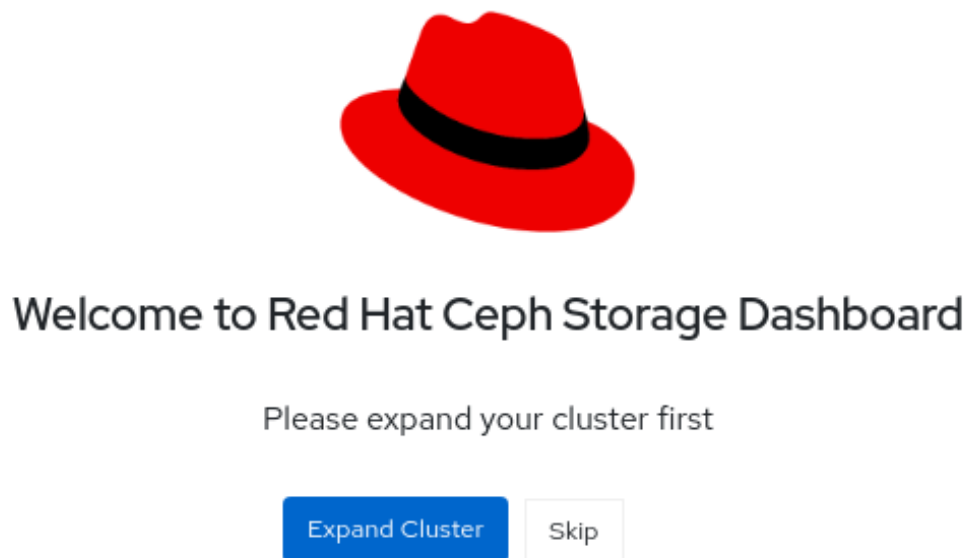 Welcome to Red Hat Ceph Storage Dashboard
Please expand your cluster first
Expand Cluster
Skip